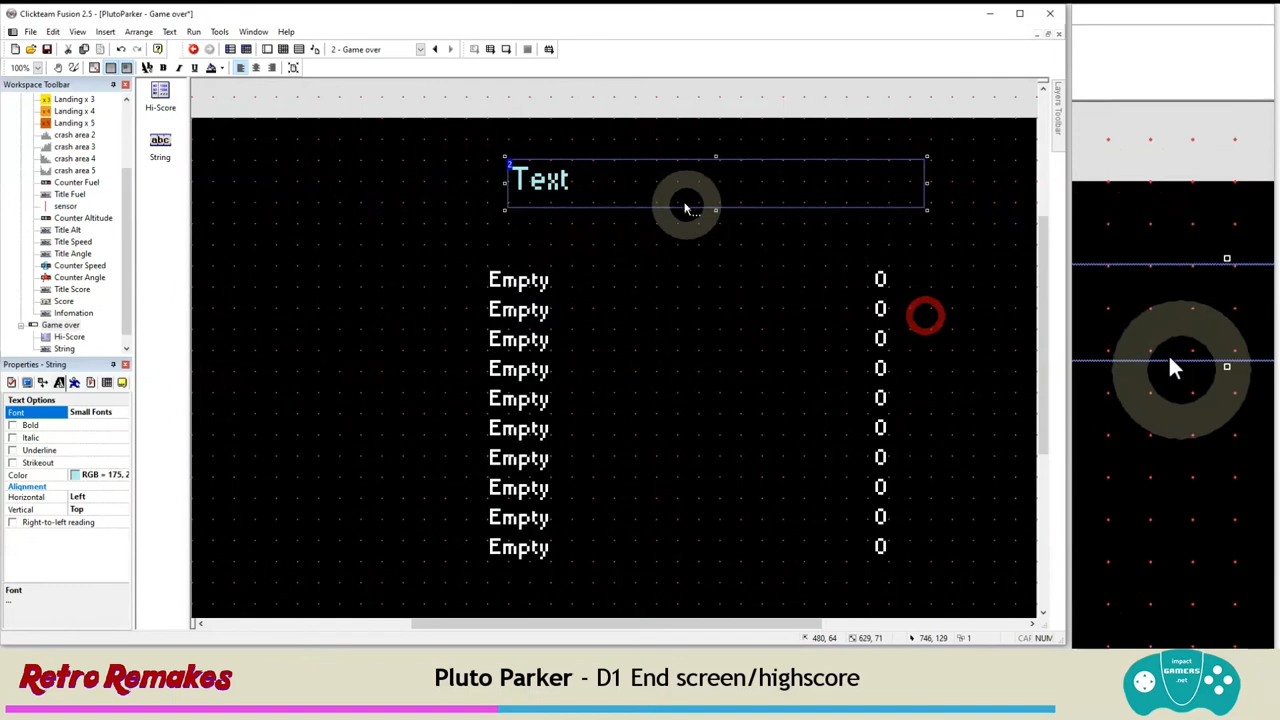 Clickteam Fusion 2.5 - [PlutoParker - Game over*]
File Edit View Insert Arrange Text Run Tools Window Help
2 - Game over
100%
Workspace Toolbar
Landing x 3
Landing x 4
Landing x 5
crash area 2
crash area 3
crash area 4
crash area 5
Counter Fuel
Title Fuel
sensor
Counter Altitude
Title Alt
Title Speed
Title Angle
Counter Speed
Counter Angle
Title Score
Score
Infomation
Game over
Hi-Score
String
Hi-Score
abc
String
Layers Toolbar
2
Text
Empty 0
Empty 0
Empty 0
Empty 0
Empty 0
Empty 0
Empty 0
Empty 0
Empty 0
Empty 0
Properties - String
Text Options
Font Small Fonts
Bold
Italic
Underline
Strikeout
Color RGB = 175, 2
Alignment
Horizontal Left
Vertical Top
Right-to-left reading
Font
...
480, 64 629, 71 746, 129 1 CAP NUM
Retro Remakes
Pluto Parker - D1 End screen/highscore
impact
GAMERS
.net